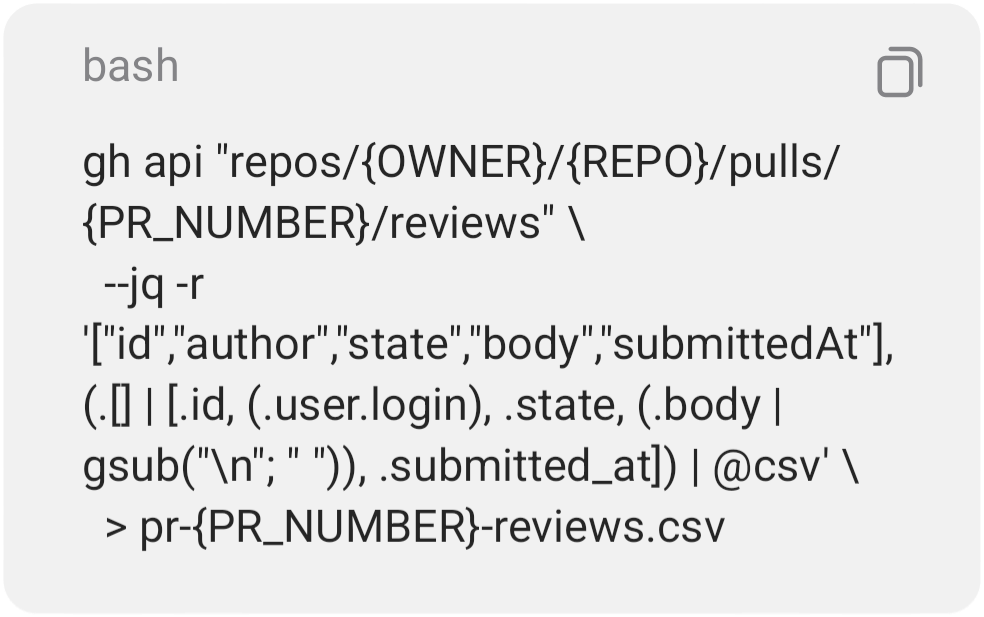 bash
gh api "repos/{OWNER}/{REPO}/pulls/
{PR_NUMBER}/reviews" \
  --jq -r
'["id","author","state","body","submittedAt"],
(.[] | [.id, (.user.login), .state, (.body |
gsub("\n"; " ")), .submitted_at]) | @csv' \
  > pr-{PR_NUMBER}-reviews.csv